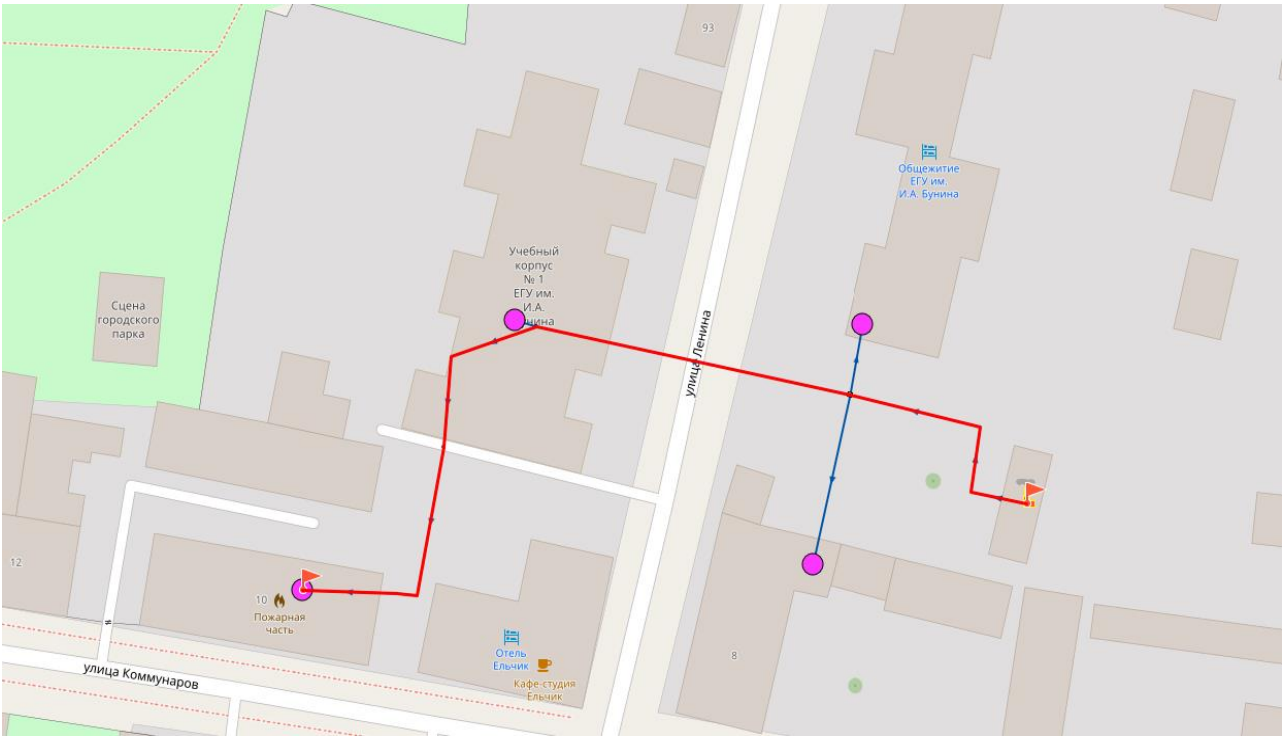 93
Общежитие
ЕГУ им.
И.А. Бунина
Учебный
корпус
№ 1
ЕГУ им.
И.А.
Сцена
городского
парка
улица Ленина
12
10
Пожарная
часть
Отель
Ельчик
Кафе-студия
Ельчик
8
улица Коммунаров